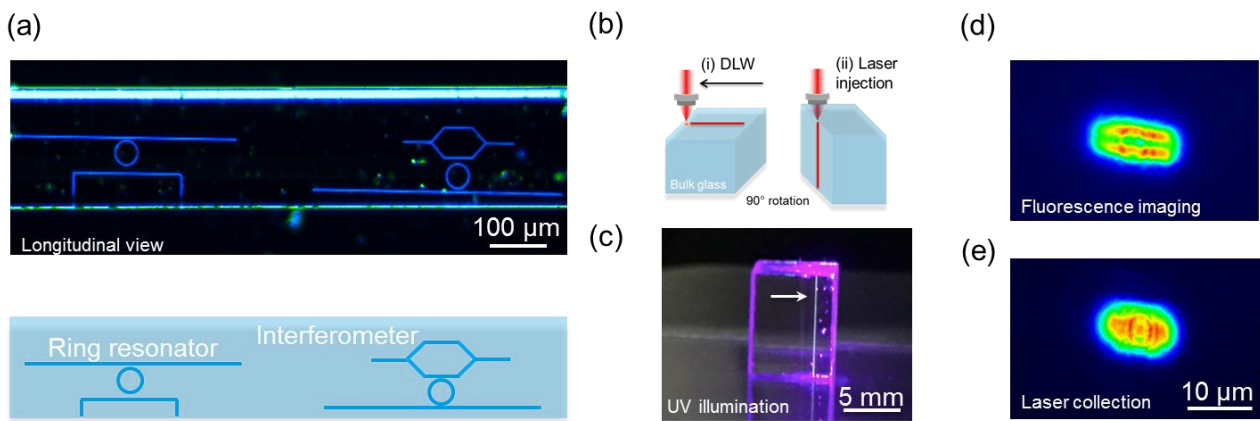 (a)
Longitudinal view
100 µm
Ring resonator
Interferometer
(b)
(i) DLW
(ii) Laser
injection
Bulk glass
90° rotation
(c)
UV illumination
5 mm
(d)
Fluorescence imaging
(e)
Laser collection
10 µm